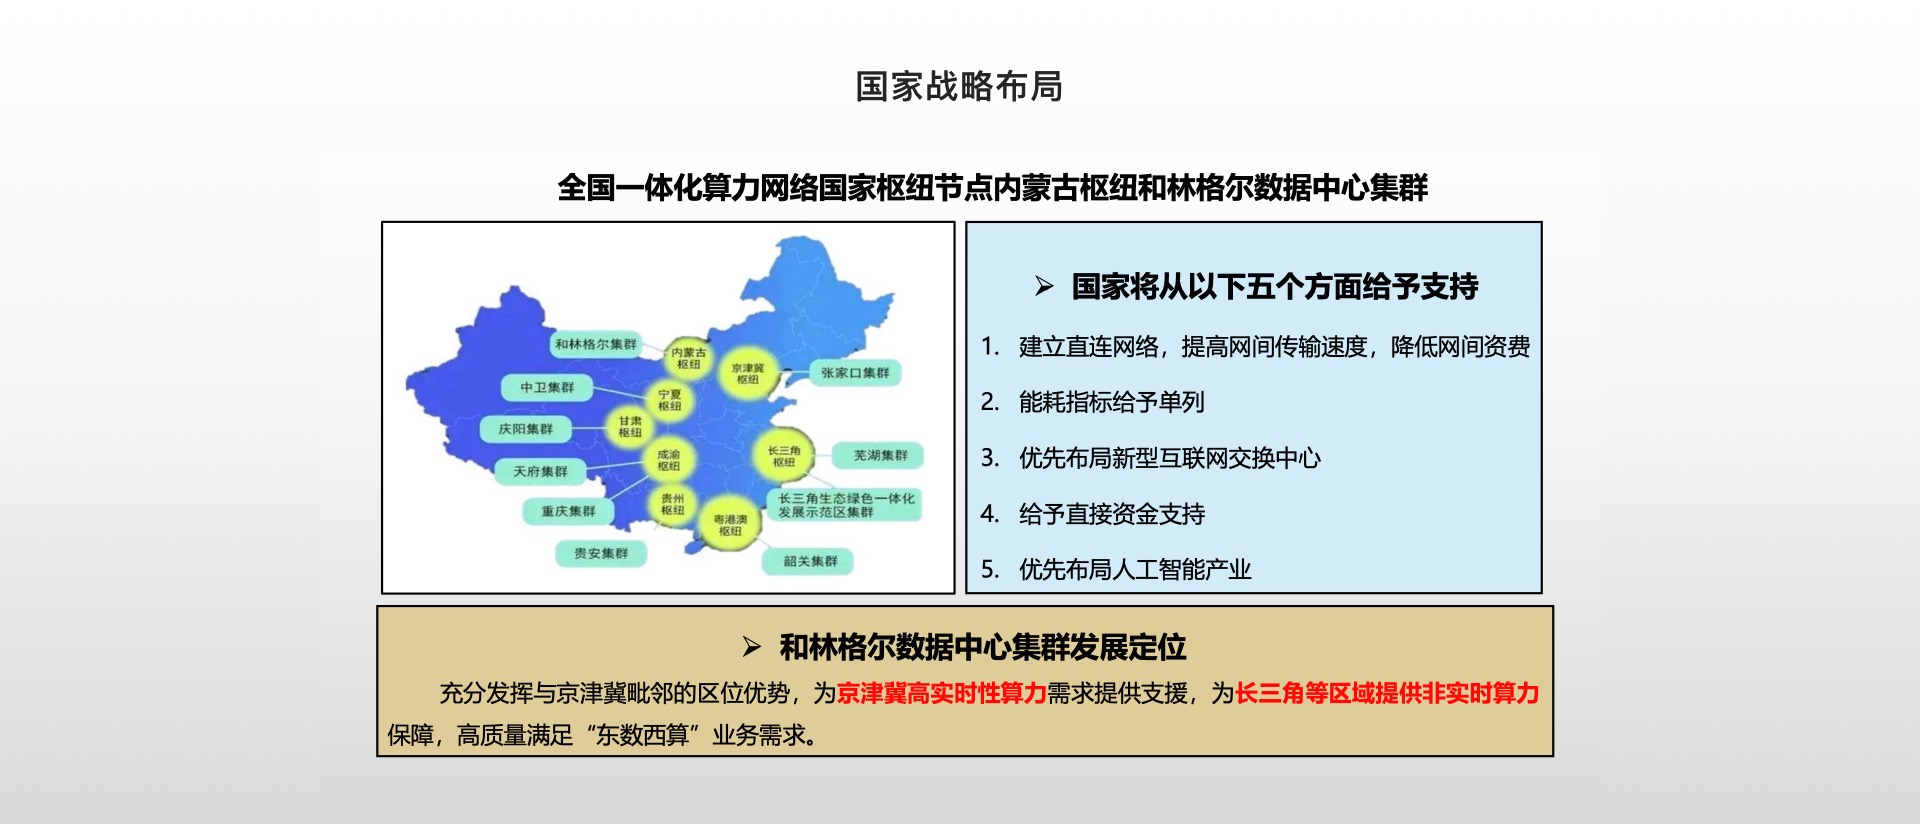 国家战略布局
全国一体化算力网络国家枢纽节点内蒙古枢纽和林格尔数据中心集群
和林格尔集群
内蒙古
枢纽
京津冀
枢纽
张家口集群
中卫集群
宁夏
枢纽
庆阳集群
甘肃
枢纽
天府集群
成渝
枢纽
长三角
枢纽
芜湖集群
重庆集群
贵州
枢纽
长三角生态绿色一体化
发展示范区集群
粤港澳
枢纽
贵安集群
韶关集群
➢ 国家将从以下五个方面给予支持
1. 建立直连网络，提高网间传输速度，降低网间资费
2. 能耗指标给予单列
3. 优先布局新型互联网交换中心
4. 给予直接资金支持
5. 优先布局人工智能产业
➢ 和林格尔数据中心集群发展定位
充分发挥与京津冀毗邻的区位优势，为京津冀高实时性算力需求提供支援，为长三角等区域提供非实时算力
保障，高质量满足“东数西算”业务需求。